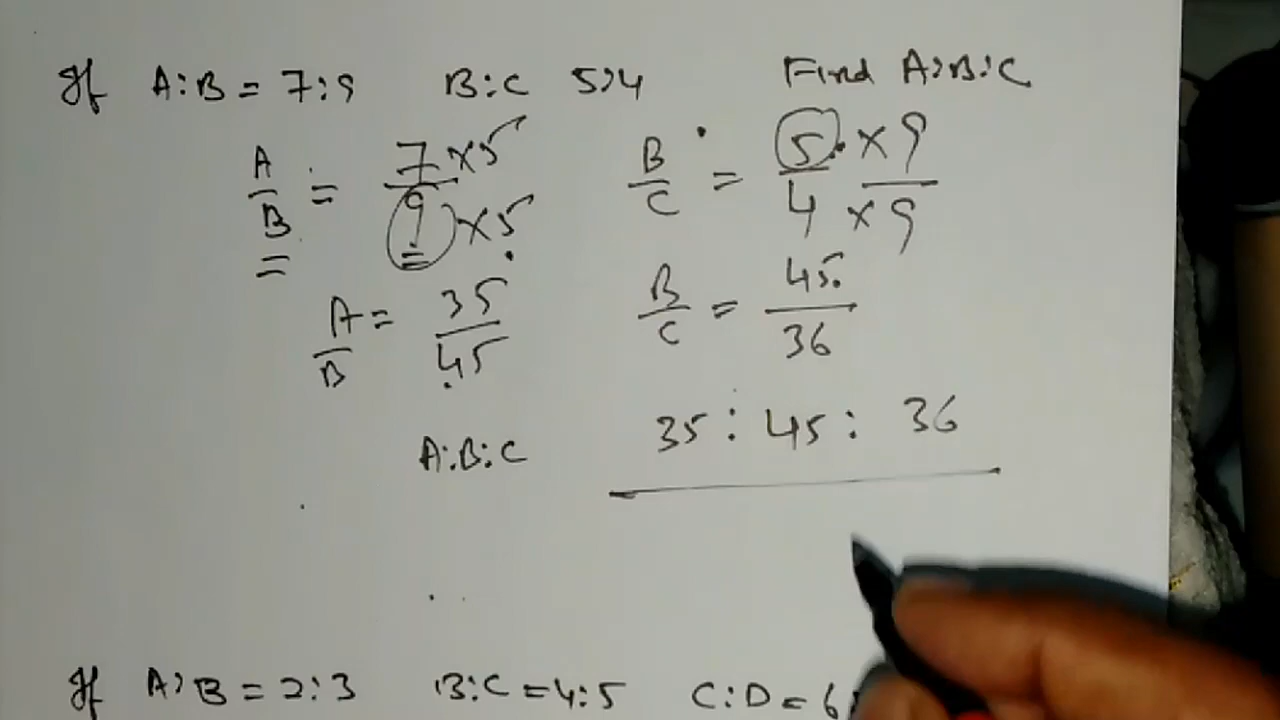 If A:B = 7:9 B:C 5:4 Find A:B:C
A/B = 7×5/9×5 B/C = 5×9/4×9
A/B = 35/45 B/C = 45/36
A:B:C 35 : 45 : 36
If A:B = 2:3 B:C = 4:5 C:D = 6